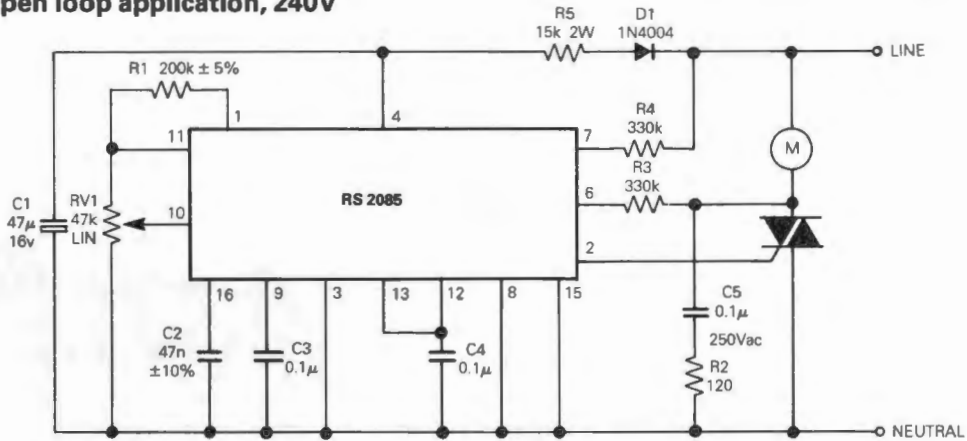 pen loop application, 240V
R5
15k 2W
D1
1N4004
LINE
R1 200k ± 5%
1
4
11
7
R4
330k
R3
330k
M
C1
47μ
16v
RV1
47k
LIN
10
RS 2085
6
2
16
9
3
13
12
8
15
C2
47n
±10%
C3
0.1μ
C4
0.1μ
C5
0.1μ
250Vac
R2
120
NEUTRAL